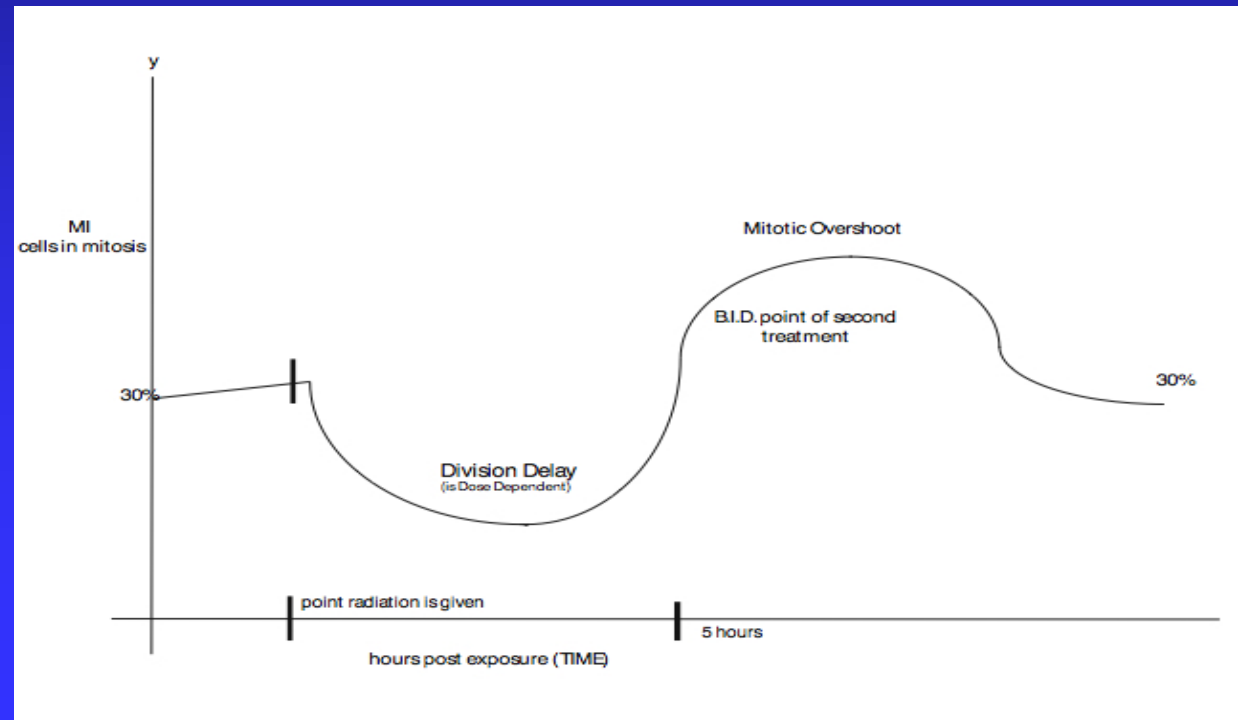 y
MI
cells in mitosis
Mitotic Overshoot
B.I.D. point of second
treatment
30%
30%
Division Delay
(is Dose Dependent)
point radiation is given
5 hours
hours post exposure (TIME)